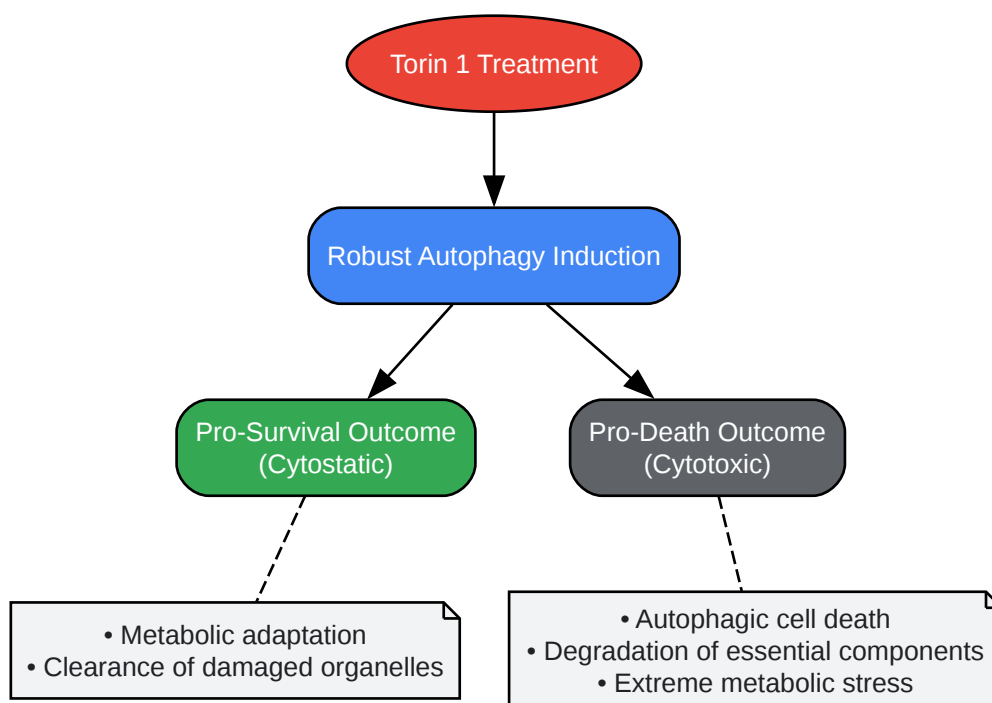 Torin 1 Treatment
Robust Autophagy Induction
Pro-Survival Outcome
(Cytostatic)
Pro-Death Outcome
(Cytotoxic)
• Metabolic adaptation
• Clearance of damaged organelles
• Autophagic cell death
• Degradation of essential components
• Extreme metabolic stress